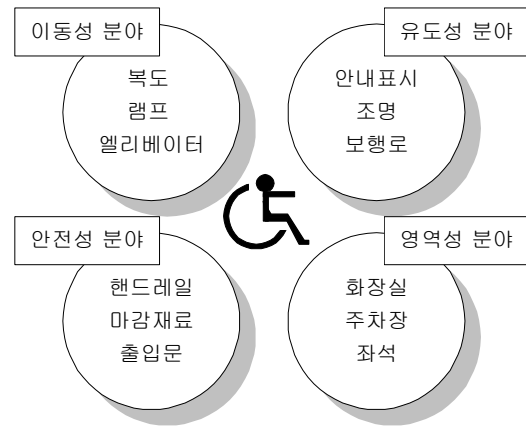 이동성 분야
복도
램프
엘리베이터
유도성 분야
안내표시
조명
보행로
안전성 분야
핸드레일
마감재료
출입문
영역성 분야
화장실
주차장
좌석